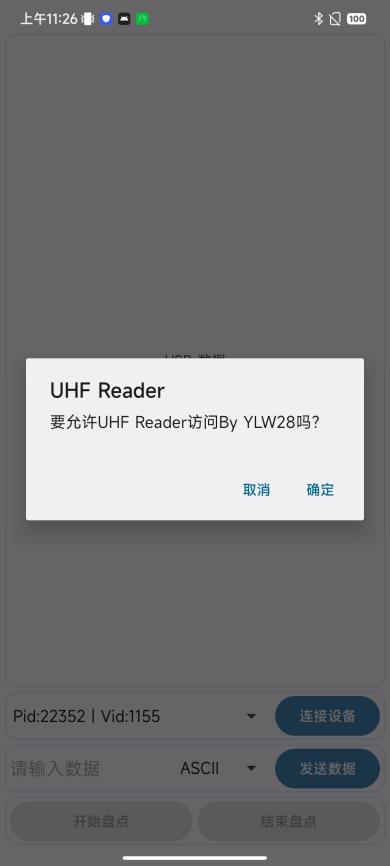 上午11:26
100
USB 数据
UHF Reader
要允许UHF Reader访问By YLW28吗?
取消
确定
Pid:22352 | Vid:1155
连接设备
请输入数据
ASCII
发送数据
开始盘点
结束盘点